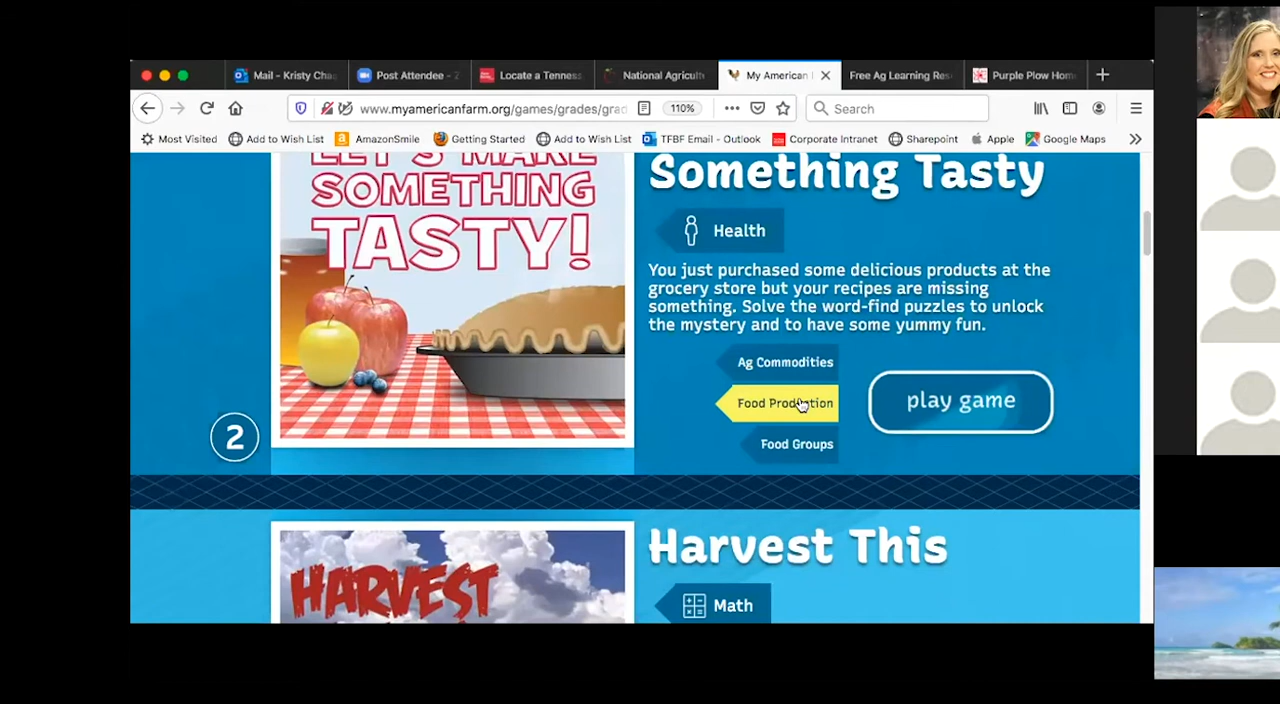 Mail - Kristy Cha
Post Attendee - Z
Locate a Tenness
National Agricult
My American
Free Ag Learning Res
Purple Plow Hom
www.myamericanfarm.org/games/grades/grad
110%
Search
Most Visited
Add to Wish List
AmazonSmile
Getting Started
Add to Wish List
TFBF Email - Outlook
Corporate Intranet
Sharepoint
Apple
Google Maps
LET'S MAKE
SOMETHING
TASTY!
Something Tasty
Health
You just purchased some delicious products at the
grocery store but your recipes are missing
something. Solve the word-find puzzles to unlock
the mystery and to have some yummy fun.
Ag Commodities
Food Production
play game
Food Groups
2
Harvest This
HARVEST
Math